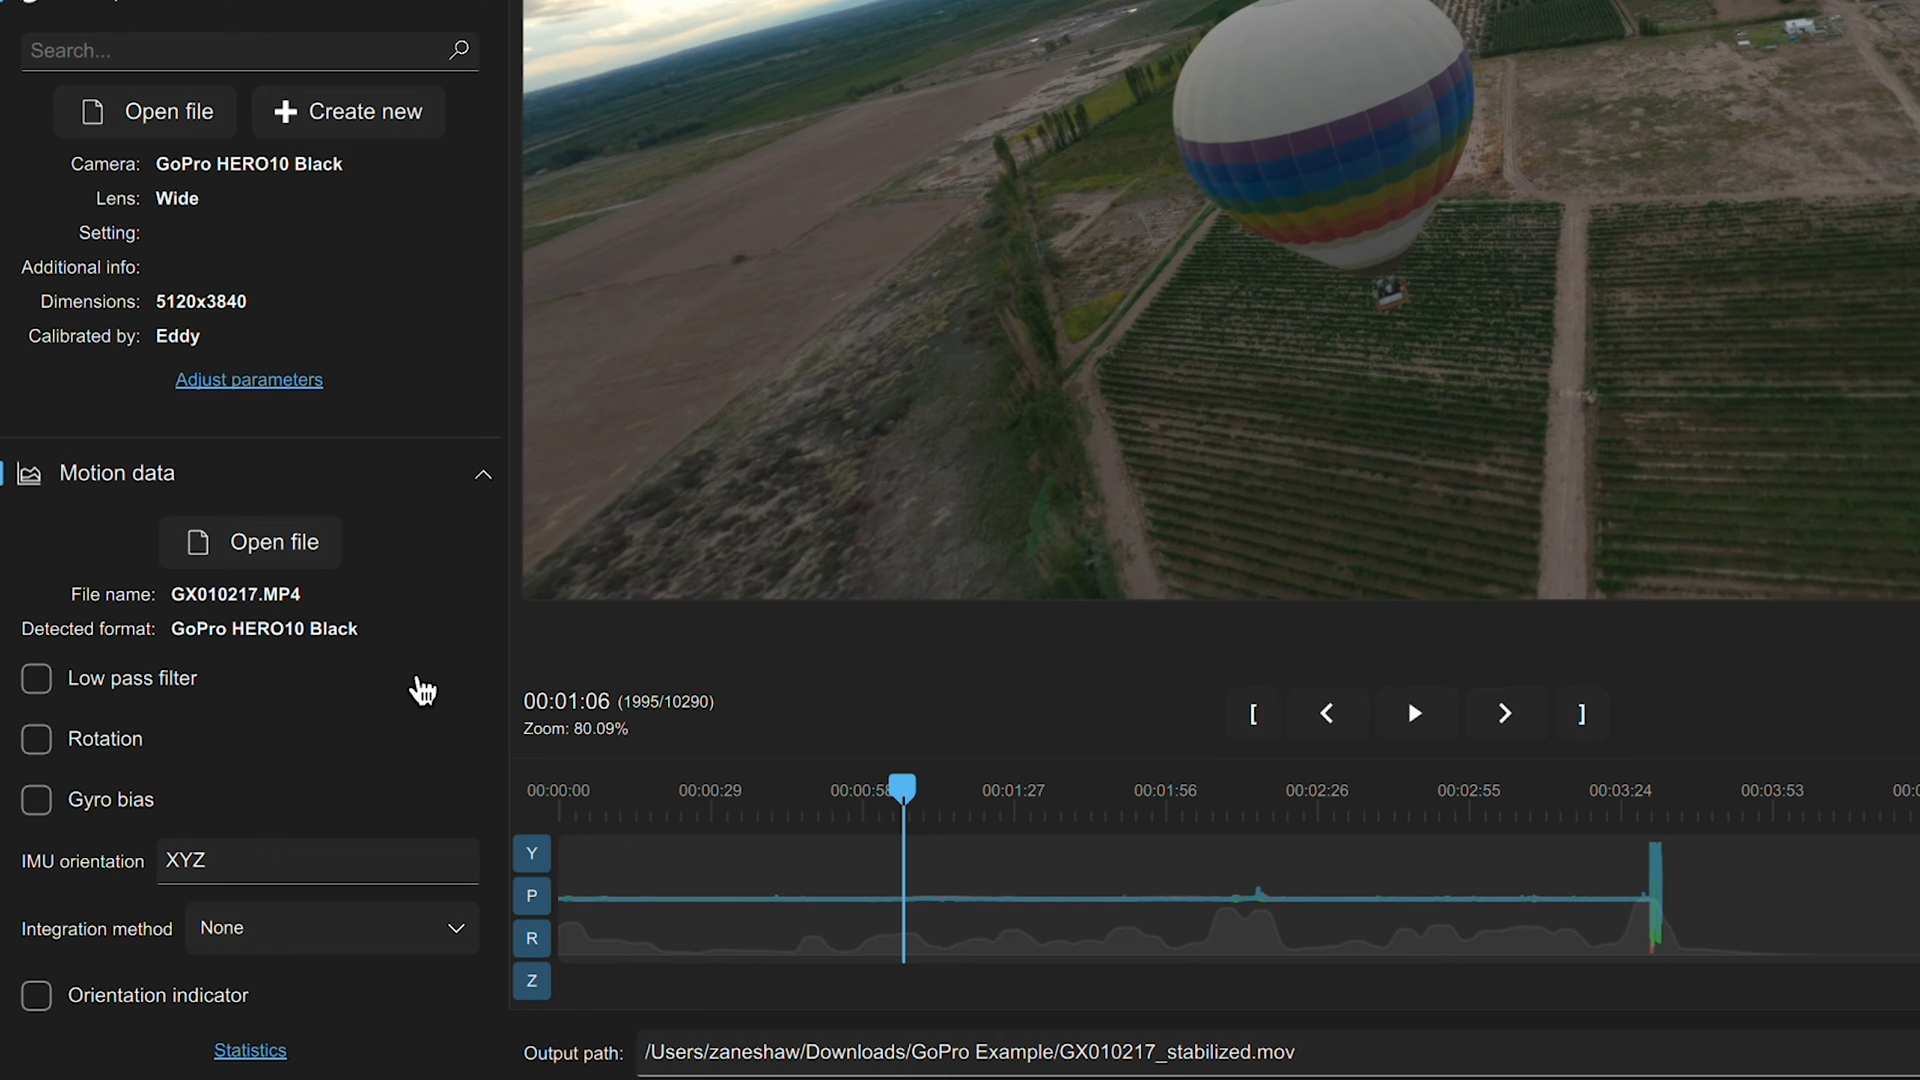 Search...
Open file
Create new
Camera: GoPro HERO10 Black
Lens: Wide
Setting:
Additional info:
Dimensions: 5120x3840
Calibrated by: Eddy
Adjust parameters
Motion data
Open file
File name: GX010217.MP4
Detected format: GoPro HERO10 Black
Low pass filter
Rotation
Gyro bias
IMU orientation XYZ
Integration method None
Orientation indicator
Statistics
00:01:06 (1995/10290)
Zoom: 80.09%
[ ]
00:00:00 00:00:29 00:00:58 00:01:27 00:01:56 00:02:26 00:02:55 00:03:24 00:03:53
Y
P
R
Z
Output path: /Users/zaneshaw/Downloads/GoPro Example/GX010217_stabilized.mov